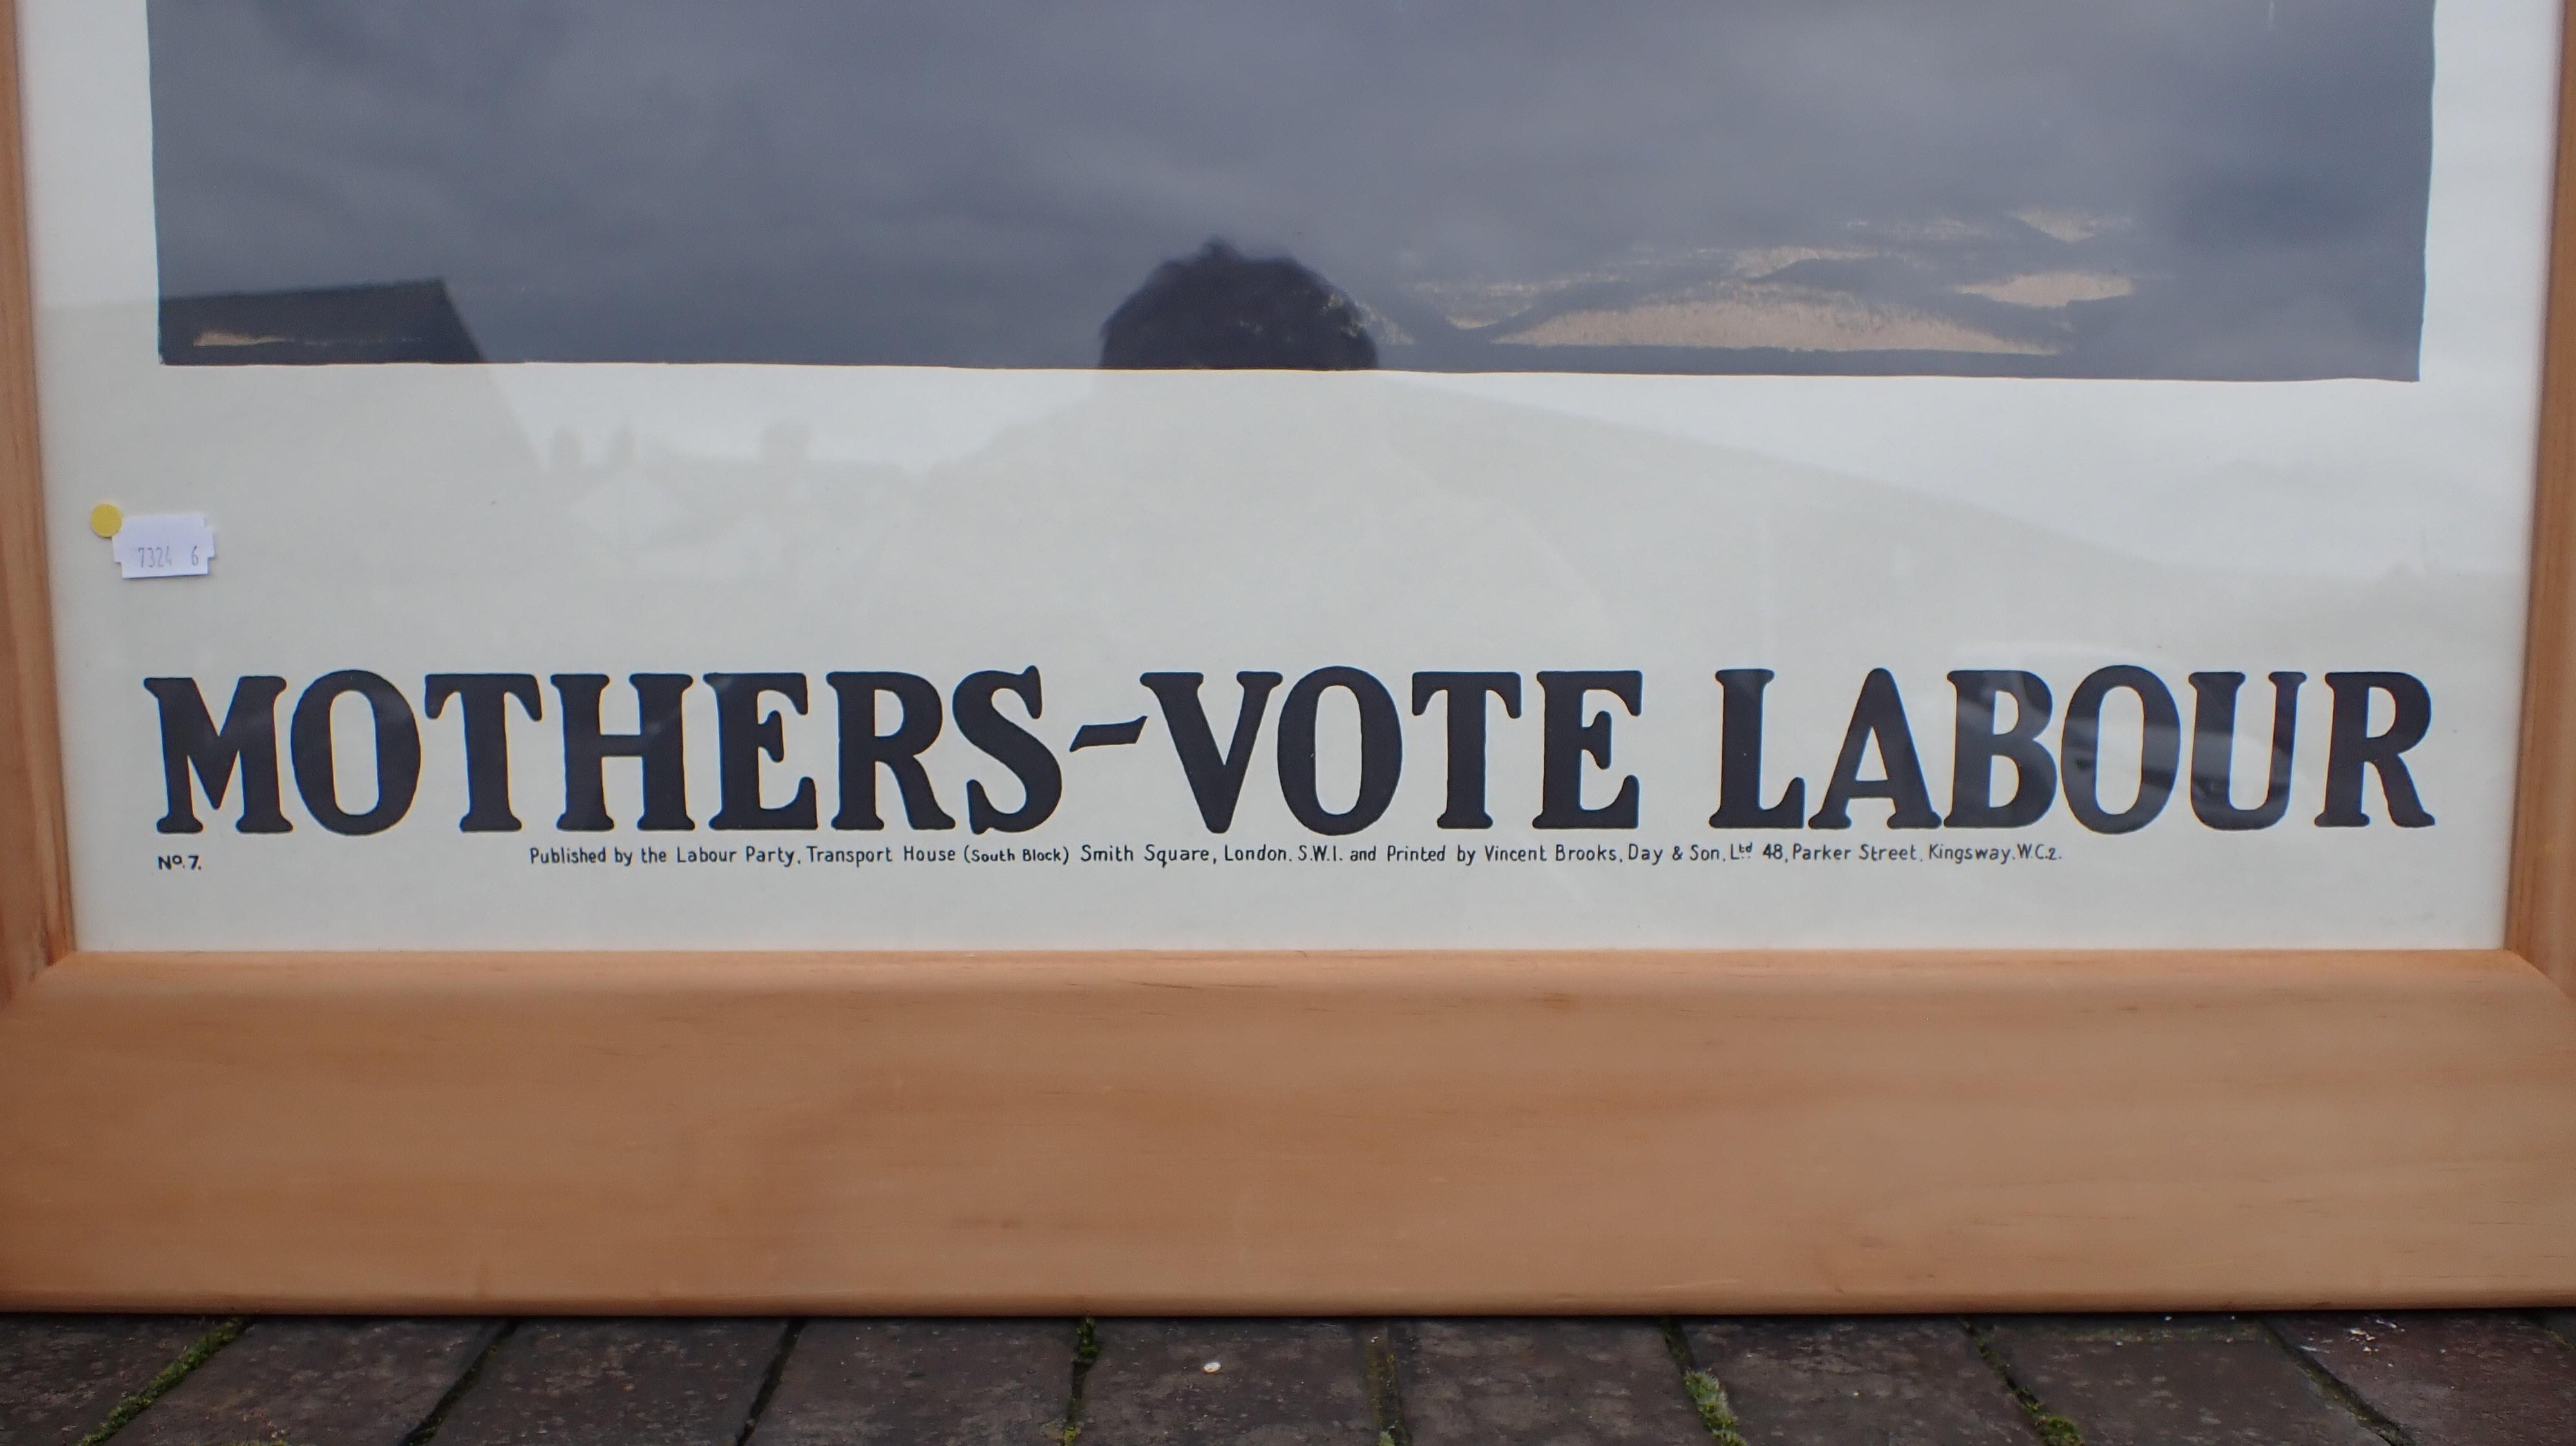 7324 6
MOTHERS-VOTE LABOUR
No. 7.
Published by the Labour Party, Transport House (South Block) Smith Square, London. S.W.1. and Printed by Vincent Brooks, Day & Son, Ltd 48, Parker Street, Kingsway. W.C.2.